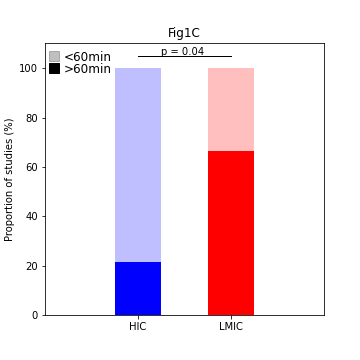 Fig1C
<60min
>60min
p = 0.04
100
80
60
40
20
0
Proportion of studies (%)
HIC
LMIC